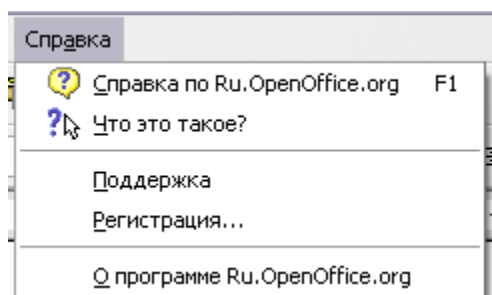 Справка
Справка по Ru.OpenOffice.org F1
Что это такое?
Поддержка
Регистрация...
О программе Ru.OpenOffice.org